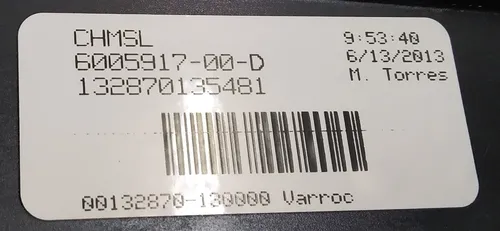 CHMSL
6005917-00-D
132870135481
9:53:40
6/13/2013
M. Torres
00132870-130000 Varroc